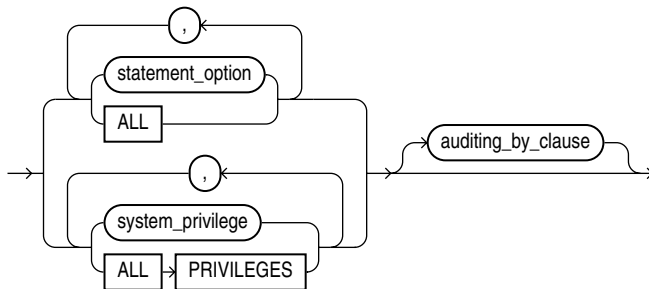 ,
statement_option
ALL
auditing_by_clause
,
system_privilege
ALL PRIVILEGES